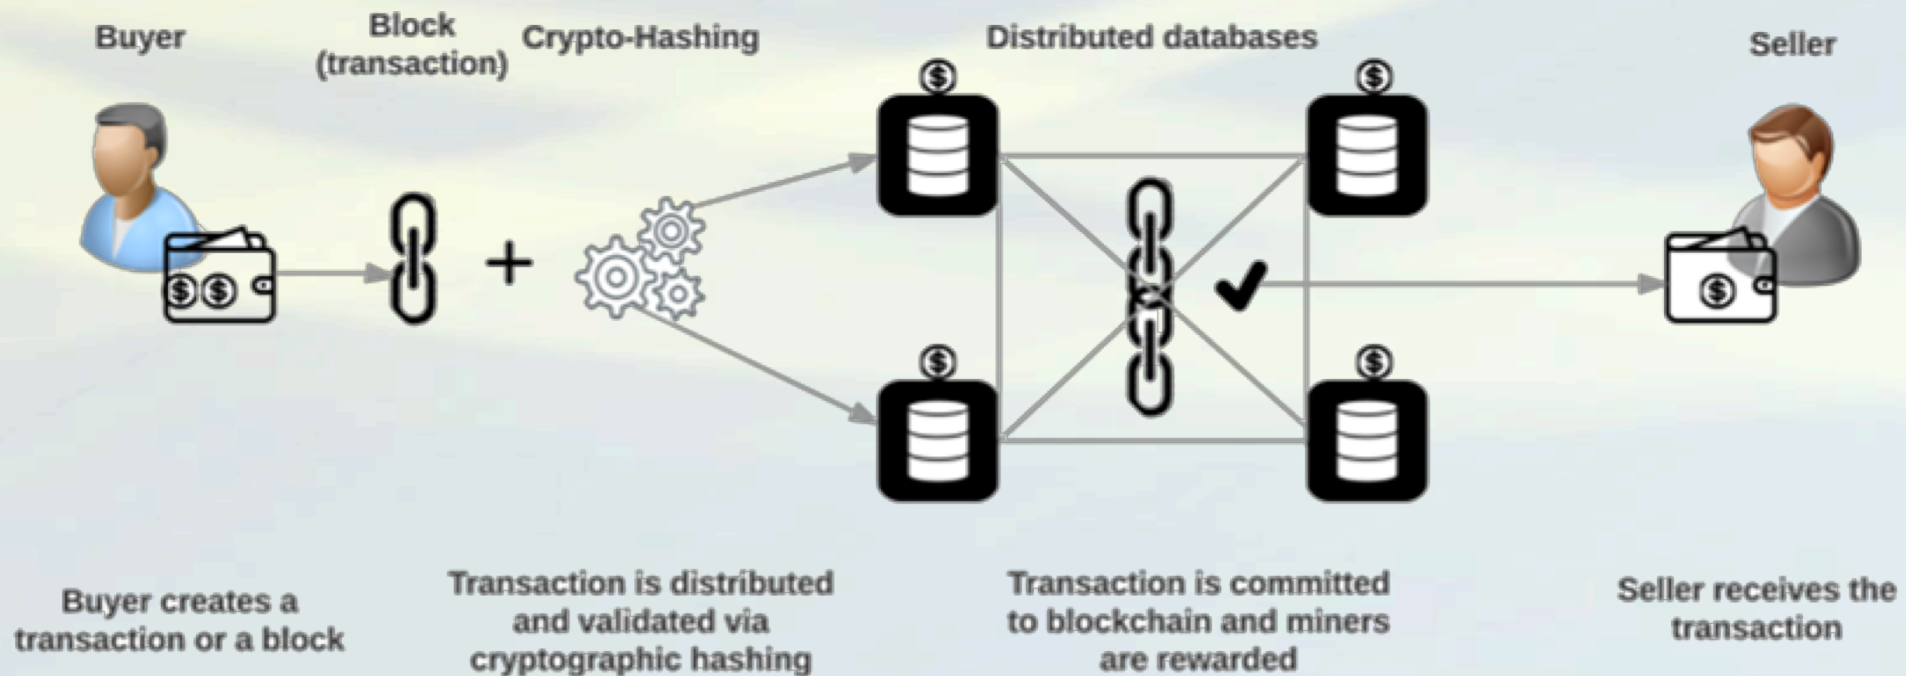 Buyer
Block
(transaction)
Crypto-Hashing
Distributed databases
Seller
$
$
$
$
$ $
$
Buyer creates a
transaction or a block
Transaction is distributed
and validated via
cryptographic hashing
Transaction is committed
to blockchain and miners
are rewarded
Seller receives the
transaction